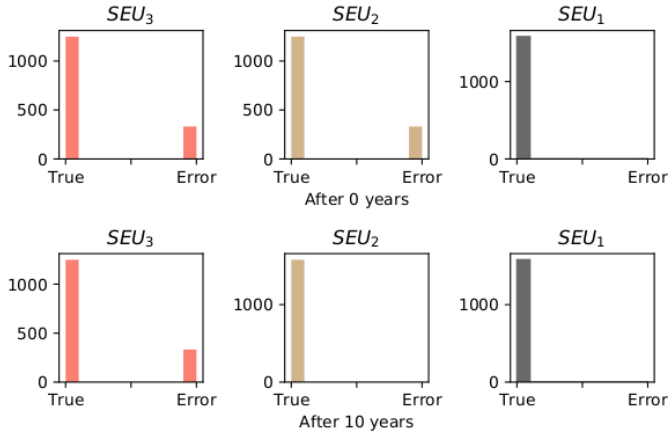 SEU3 SEU2 SEU1
1000 1000 1000
500 500
0 0 0
True Error True Error True Error
After 0 years
SEU3 SEU2 SEU1
1000 1000 1000
500 500
0 0 0
True Error True Error True Error
After 10 years